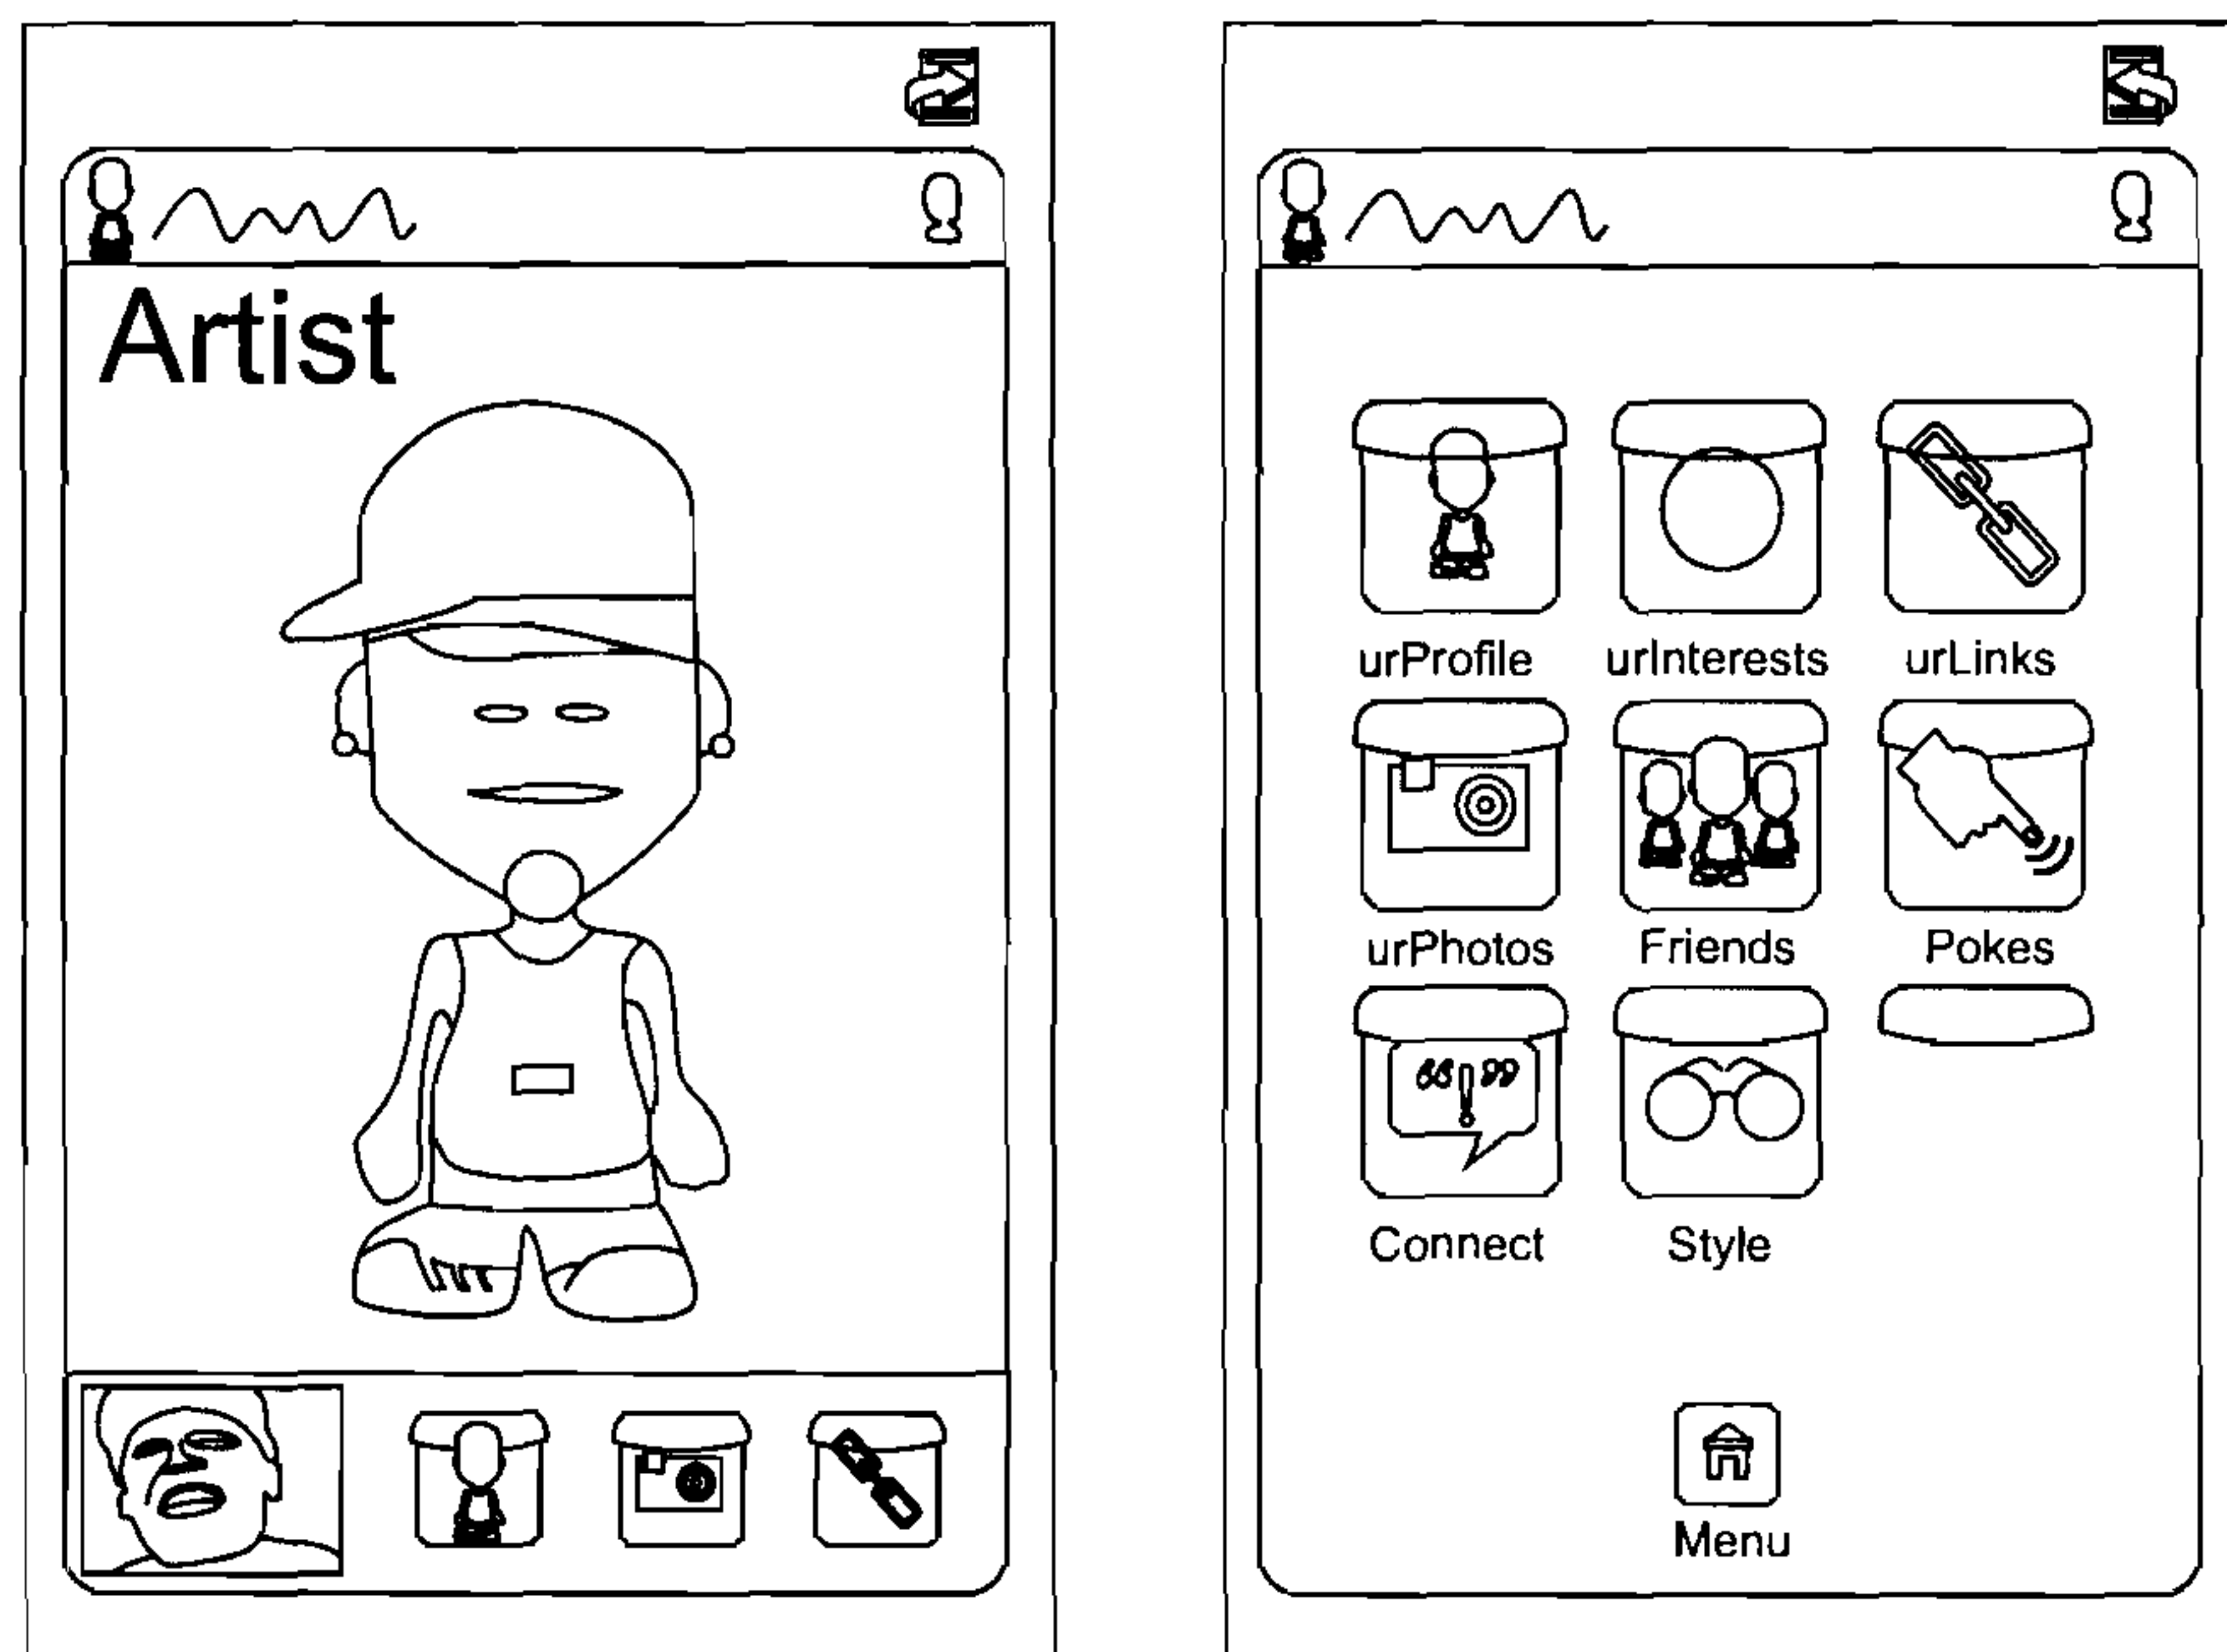 Artist
urProfile urInterests urLinks
urPhotos Friends Pokes
Connect Style
Menu